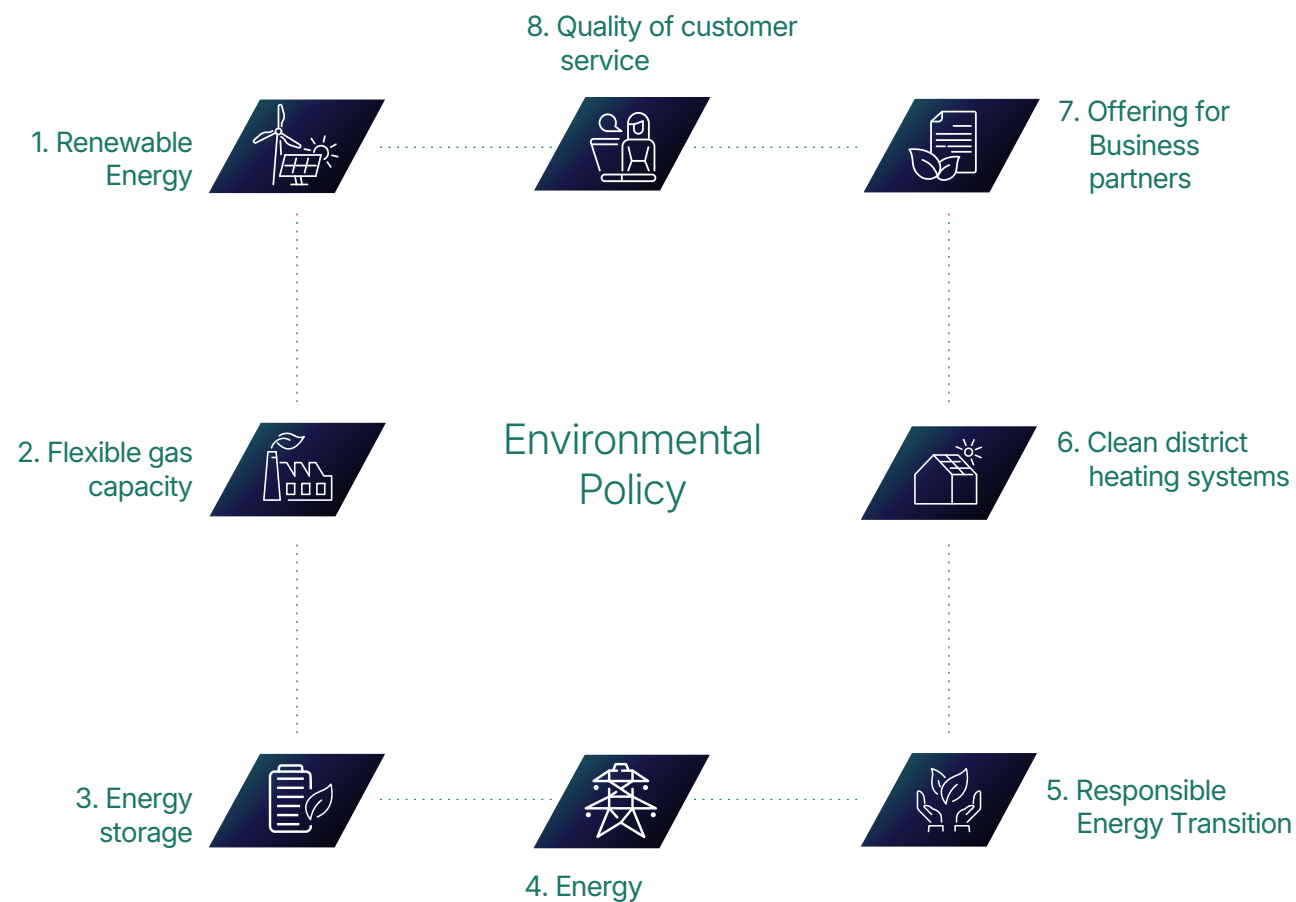 8. Quality of customer
service
1. Renewable
Energy
7. Offering for
Business
partners
2. Flexible gas
capacity
Environmental
Policy
6. Clean district
heating systems
3. Energy
storage
5. Responsible
Energy Transition
4. Energy